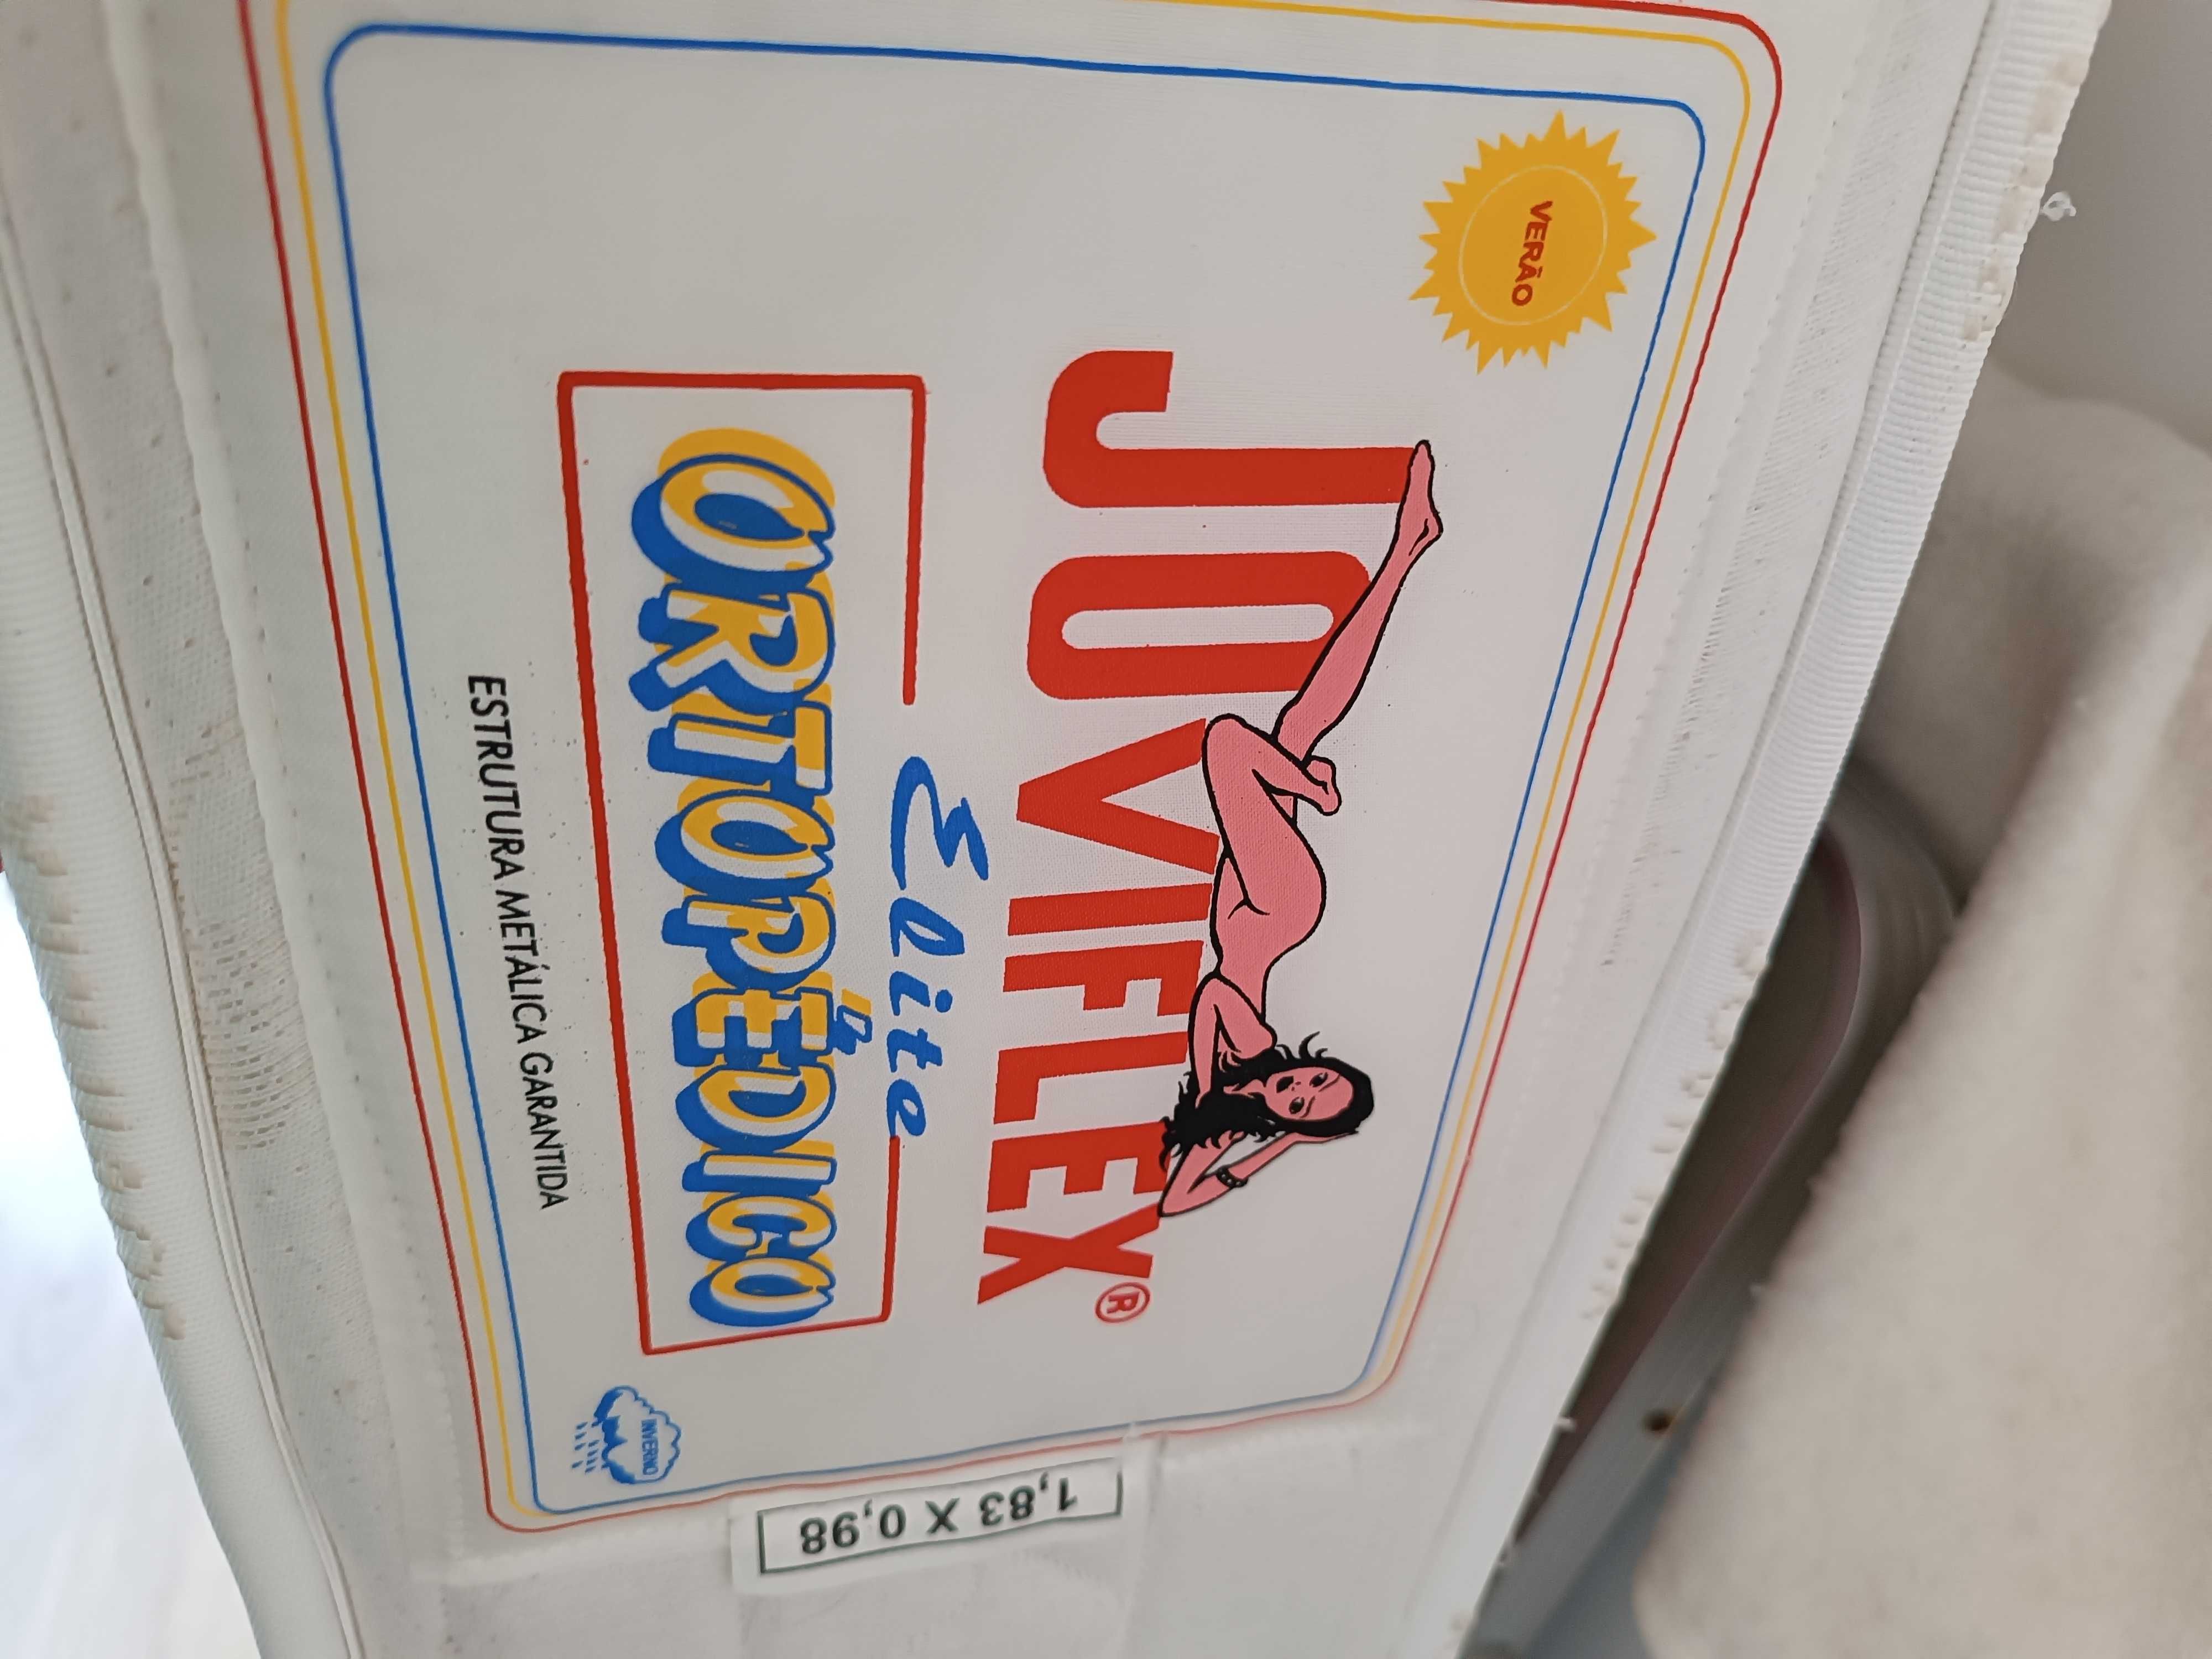 VERÃO
JOVIFLEX®
Elite
ORTOPÉDICO
ESTRUTURA METÁLICA GARANTIDA
INVERNO
1,83 X 0,98